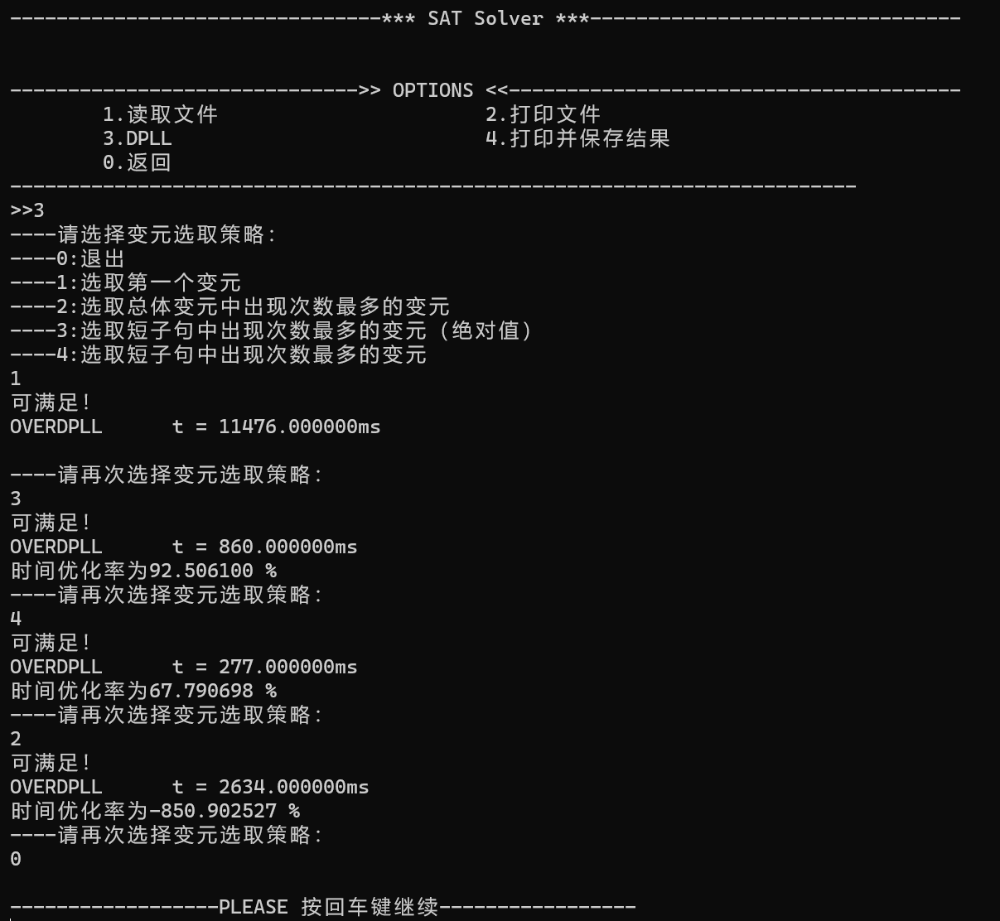 --------------------------------*** SAT Solver ***--------------------------------
------------------------------>> OPTIONS <<---------------------------------------
1.读取文件 2.打印文件
3.DPLL 4.打印并保存结果
0.返回
-------------------------------------------------------------------------
>>3
----请选择变元选取策略:
----0:退出
----1:选取第一个变元
----2:选取总体变元中出现次数最多的变元
----3:选取短子句中出现次数最多的变元(绝对值)
----4:选取短子句中出现次数最多的变元
1
可满足!
OVERDPLL t = 11476.000000ms
----请再次选择变元选取策略:
3
可满足!
OVERDPLL t = 860.000000ms
时间优化率为92.506100 %
----请再次选择变元选取策略:
4
可满足!
OVERDPLL t = 277.000000ms
时间优化率为67.790698 %
----请再次选择变元选取策略:
2
可满足!
OVERDPLL t = 2634.000000ms
时间优化率为-850.902527 %
----请再次选择变元选取策略:
0
------------------PLEASE 按回车键继续-----------------